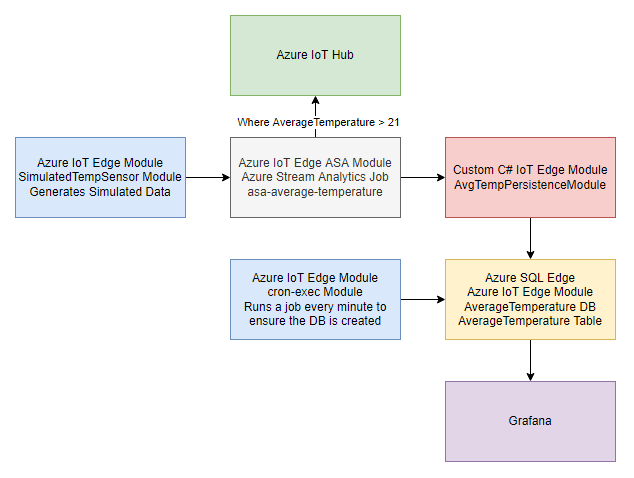 Azure IoT Hub
Where AverageTemperature > 21
Azure IoT Edge Module
SimulatedTempSensor Module
Generates Simulated Data
Azure IoT Edge ASA Module
Azure Stream Analytics Job
asa-average-temperature
Custom C# IoT Edge Module
AvgTempPersistenceModule
Azure IoT Edge Module
cron-exec Module
Runs a job every minute to
ensure the DB is created
Azure SQL Edge
Azure IoT Edge Module
AverageTemperature DB
AverageTemperature Table
Grafana